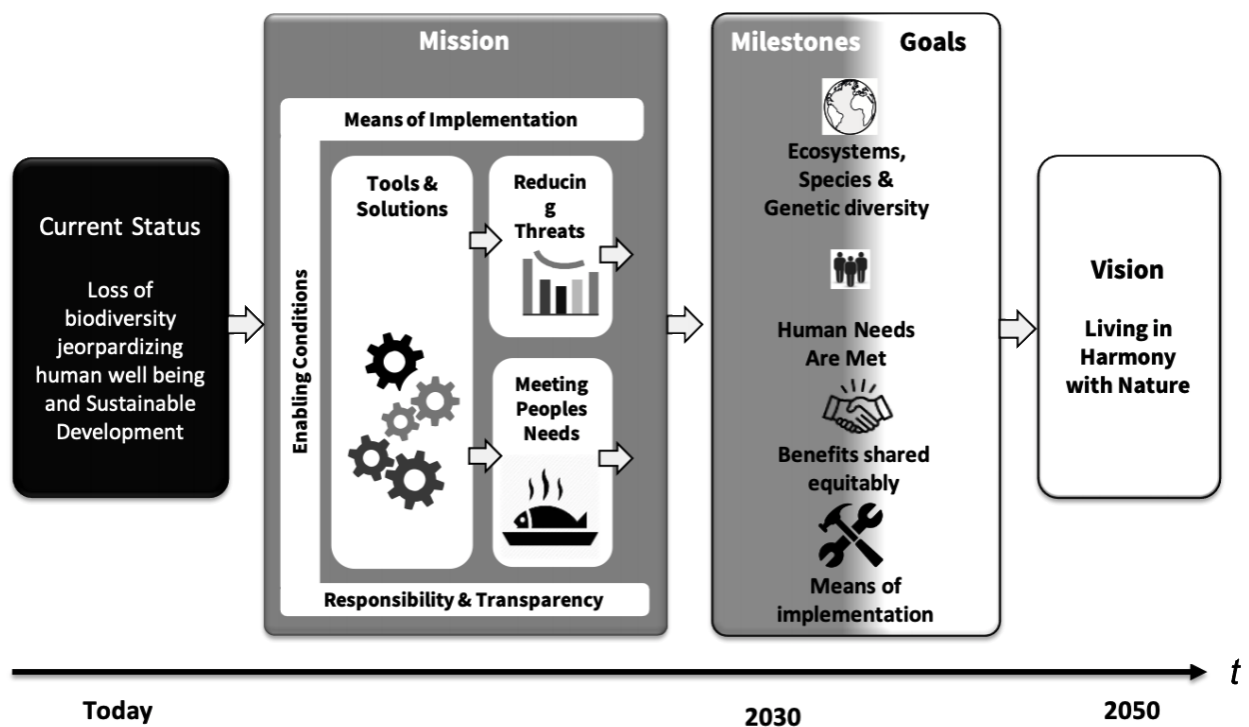 Current Status
Loss of
biodiversity
jeorpardizing
human well being
and Sustainable
Development
Mission
Means of Implementation
Enabling Conditions
Tools &
Solutions
Reducin
g
Threats
Meeting
Peoples
Needs
Responsibility & Transparency
Milestones Goals
Ecosystems,
Species &
Genetic diversity
Human Needs
Are Met
Benefits shared
equitably
Means of
implementation
Vision
Living in
Harmony
with Nature
t
Today
2030
2050